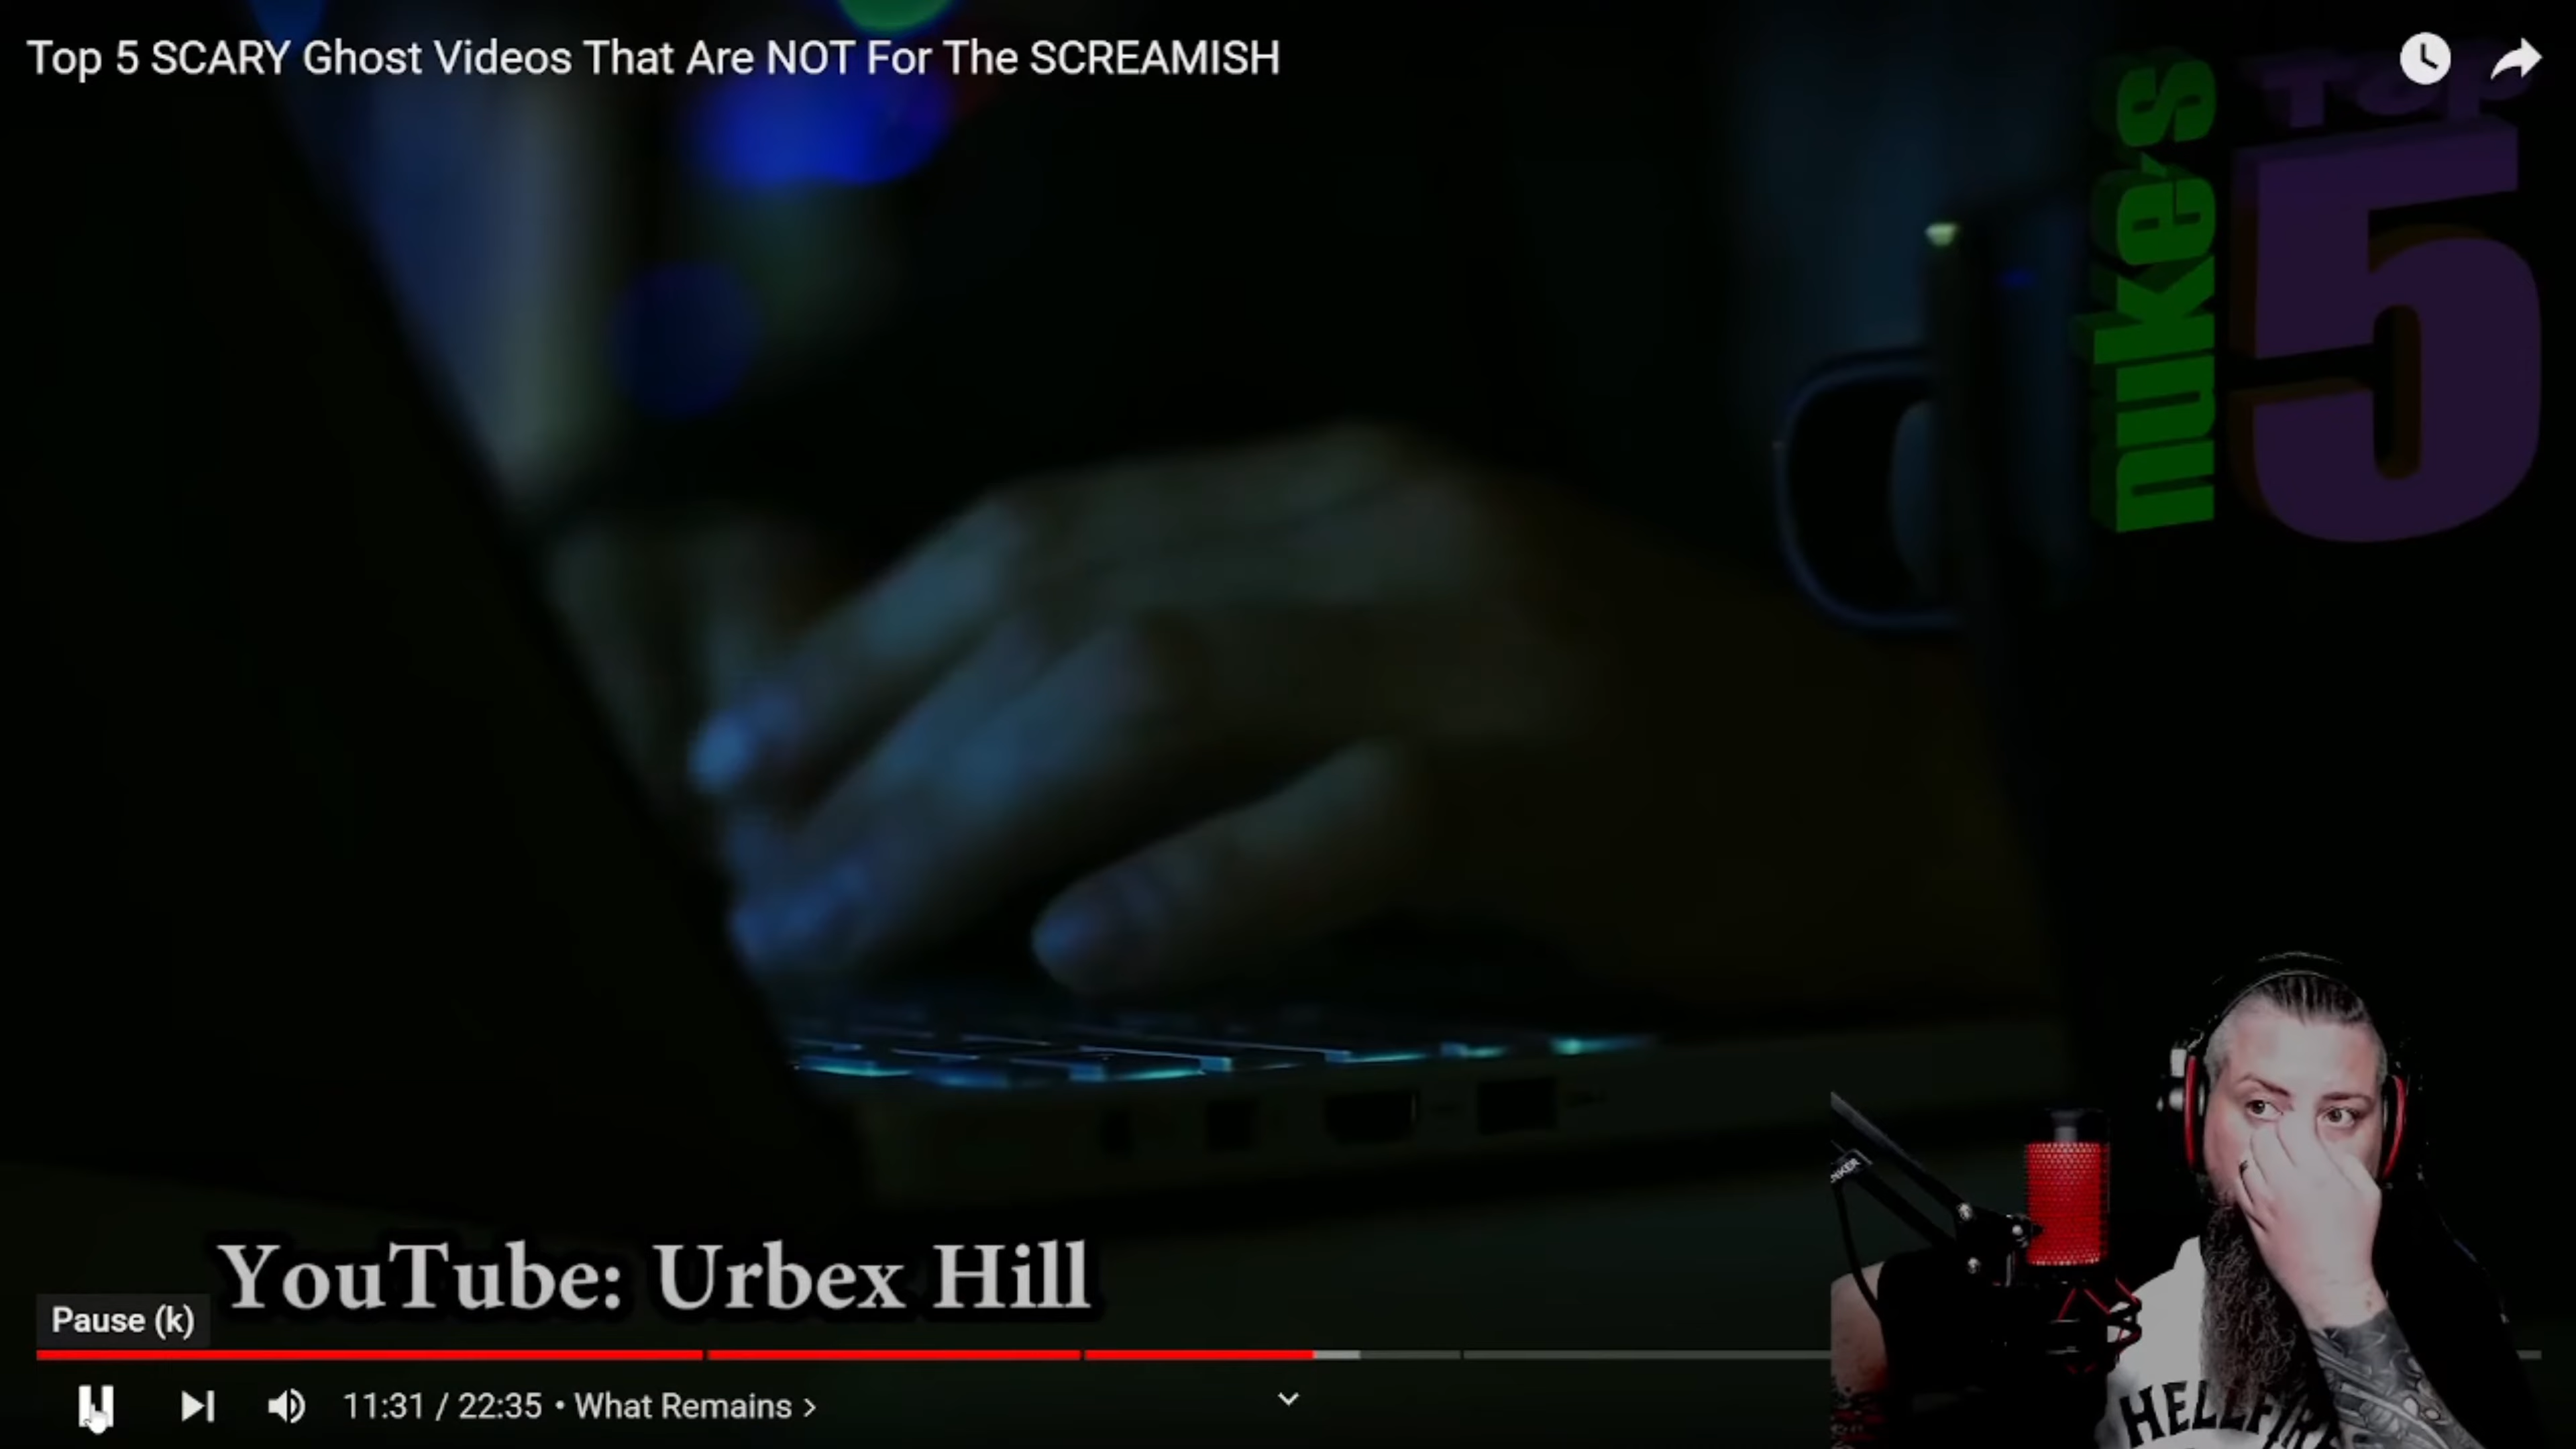 Top 5 SCARY Ghost Videos That Are NOT For The SCREAMISH
nuke's
Top
5
YouTube: Urbex Hill
Pause (k)
11:31 / 22:35 • What Remains >
HELLFIR